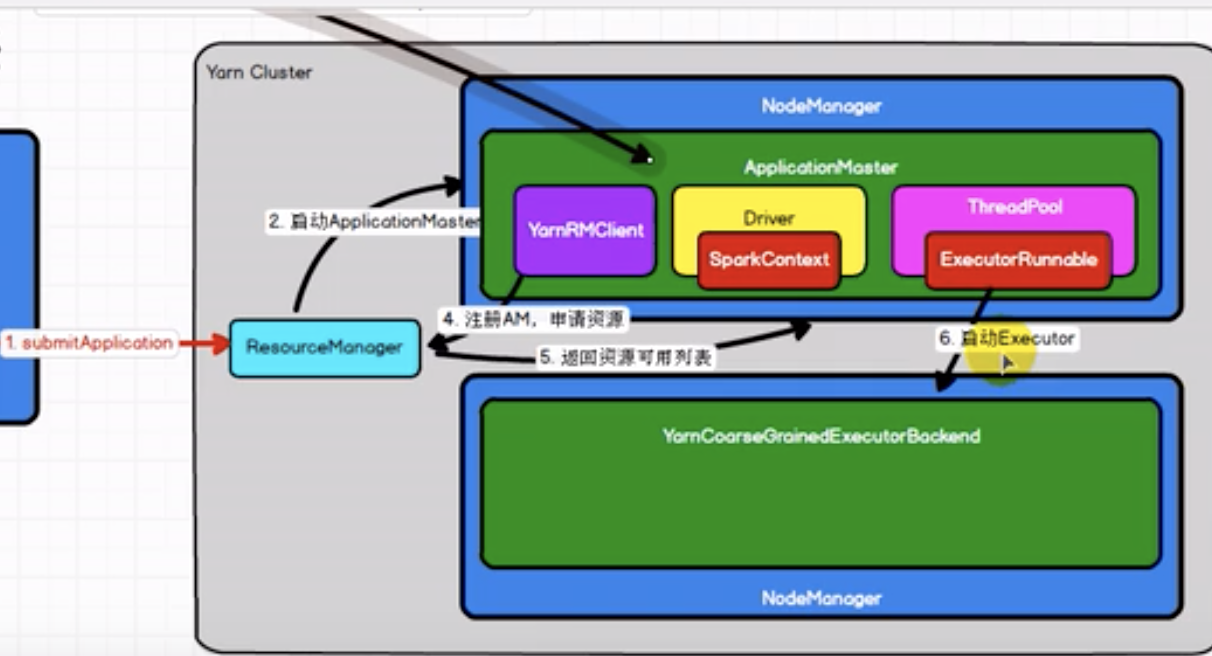 Yarn Cluster
NodeManager
ApplicationMaster
YarnRMClient
Driver
SparkContext
ThreadPool
ExecutorRunnable
2. 启动ApplicationMaster
1. submitApplication
ResourceManager
4. 注册AM，申请资源
5. 返回资源可用列表
6. 启动Executor
YarnCoarseGrainedExecutorBackend
NodeManager